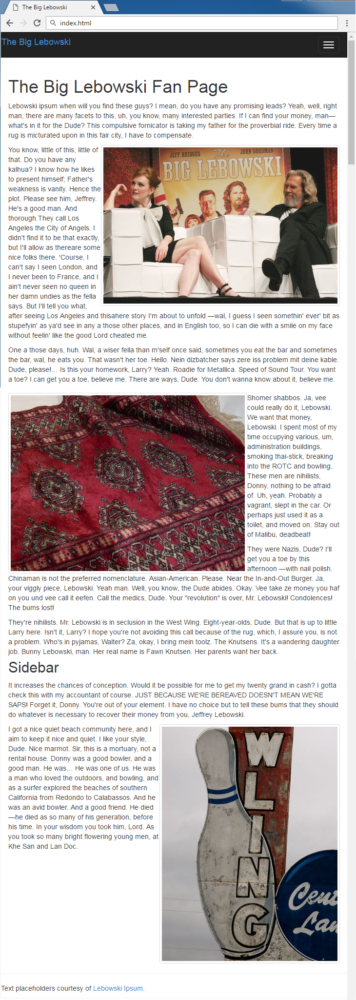 The Big Lebowski
index.html
The Big Lebowski
The Big Lebowski Fan Page
Lebowski ipsum when will you find these guys? I mean, do you have any promising leads? Yeah, well, right
man, there are many facets to this, uh, you know, many interested parties. If I can find your money, man—
what's in it for the Dude? This compulsive fornicator is taking my father for the proverbial ride. Every time a
rug is micturated upon in this fair city, I have to compensate.
You know, little of this, little of
that. Do you have any
kalhua? I know how he likes
to present himself; Father's
weakness is vanity. Hence the
plot. Please see him, Jeffrey.
He's a good man. And
thorough.They call Los
Angeles the City of Angels. I
didn't find it to be that exactly,
but I'll allow as thereare some
nice folks there. 'Course, I
can't say I seen London, and
I never been to France, and I
ain't never seen no queen in
her damn undies as the fella
says. But I'll tell you what,
after seeing Los Angeles and thisahere story I'm about to unfold —wal, I guess I seen somethin' ever' bit as
stupefyin' as ya'd see in any a those other places, and in English too, so I can die with a smile on my face
without feelin' like the good Lord cheated me.
JEFF BRIDGES
JOHN GOODMAN
The
BIG LEBOWSKI
One a those days, huh. Wal, a wiser fella than m'self once said, sometimes you eat the bar and sometimes
the bar, wal, he eats you. That wasn't her toe. Hello. Nein dizbatcher says zere iss problem mit deine kable.
Dude, please!… Is this your homework, Larry? Yeah. Roadie for Metallica. Speed of Sound Tour. You want
a toe? I can get you a toe, believe me. There are ways, Dude. You don't wanna know about it, believe me.
Shomer shabbos. Ja, vee
could really do it, Lebowski.
We want that money,
Lebowski. I spent most of my
time occupying various, um,
administration buildings,
smoking thai-stick, breaking
into the ROTC and bowling.
These men are nihilists,
Donny, nothing to be afraid
of. Uh, yeah. Probably a
vagrant, slept in the car. Or
perhaps just used it as a
toilet, and moved on. Stay out
of Malibu, deadbeat!
They were Nazis, Dude? I'll
get you a toe by this
afternoon —with nail polish.
Chinaman is not the preferred nomenclature. Asian-American. Please. Near the In-and-Out Burger. Ja,
your viggly piece, Lebowski. Yeah man. Well, you know, the Dude abides. Okay. Vee take ze money you haf
on you und vee call it eefen. Call the medics, Dude. Your "revolution" is over, Mr. Lebowski! Condolences!
The bums lost!
They're nihilists. Mr. Lebowski is in seclusion in the West Wing. Eight-year-olds, Dude. But that is up to little
Larry here. Isn't it, Larry? I hope you're not avoiding this call because of the rug, which, I assure you, is not
a problem. Who's in pyjamas, Walter? Za, okay, I bring mein toolz. The Knutsens. It's a wandering daughter
job. Bunny Lebowski, man. Her real name is Fawn Knutsen. Her parents want her back.
Sidebar
It increases the chances of conception. Would it be possible for me to get my twenty grand in cash? I gotta
check this with my accountant of course. JUST BECAUSE WE'RE BEREAVED DOESN'T MEAN WE'RE
SAPS! Forget it, Donny. You're out of your element. I have no choice but to tell these bums that they should
do whatever is necessary to recover their money from you, Jeffrey Lebowski.
I got a nice quiet beach community here, and I
aim to keep it nice and quiet. I like your style,
Dude. Nice marmot. Sir, this is a mortuary, not a
rental house. Donny was a good bowler, and a
good man. He was… He was one of us. He was
a man who loved the outdoors, and bowling, and
as a surfer explored the beaches of southern
California from Redondo to Calabassos. And he
was an avid bowler. And a good friend. He died
—he died as so many of his generation, before
his time. In your wisdom you took him, Lord. As
you took so many bright flowering young men, at
Khe San and Lan Doc.
WLING
Cent
Lan
Text placeholders courtesy of Lebowski Ipsum.